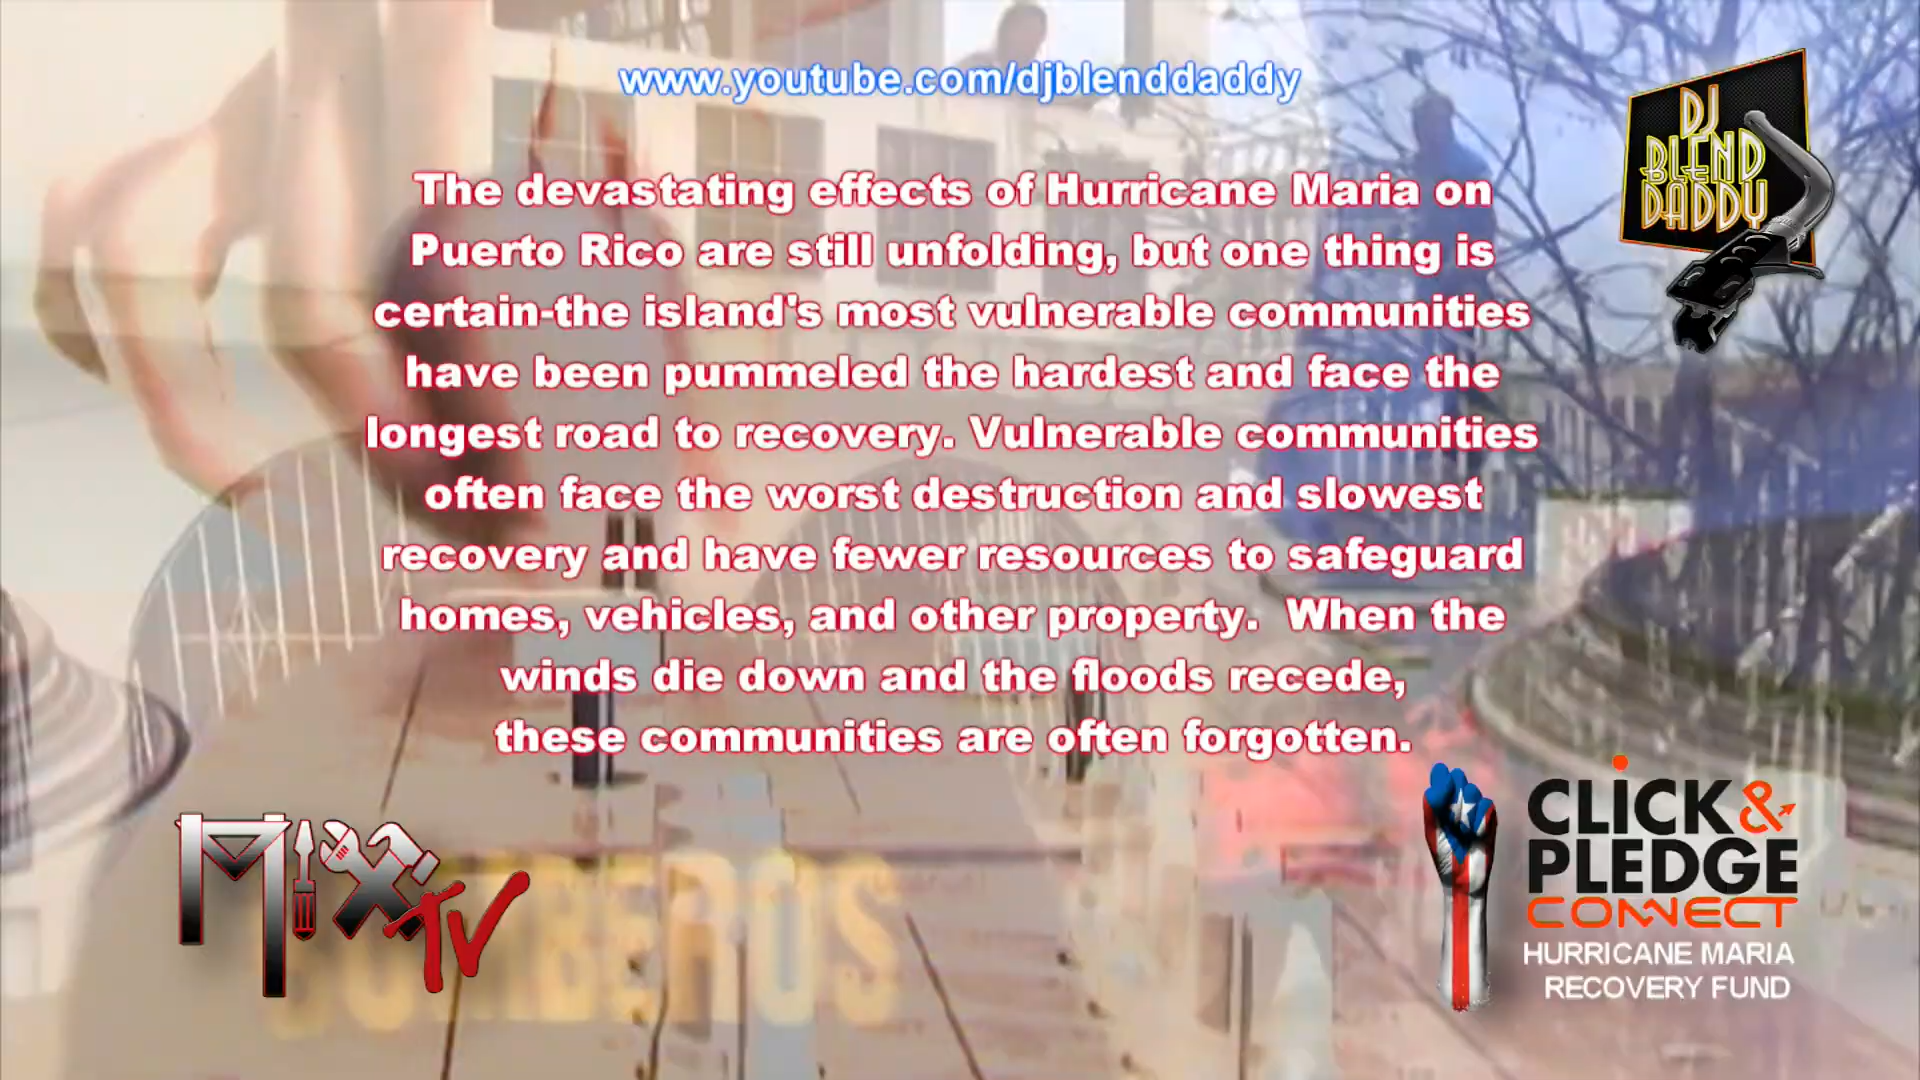 www.youtube.com/djblenddaddy
DJ
BLEND
DADDY
The devastating effects of Hurricane Maria on
Puerto Rico are still unfolding, but one thing is
certain-the island's most vulnerable communities
have been pummeled the hardest and face the
longest road to recovery. Vulnerable communities
often face the worst destruction and slowest
recovery and have fewer resources to safeguard
homes, vehicles, and other property.  When the
winds die down and the floods recede,
these communities are often forgotten.
MIXX TV
BOMBEROS
CLICK &
PLEDGE
CONNECT
HURRICANE MARIA
RECOVERY FUND